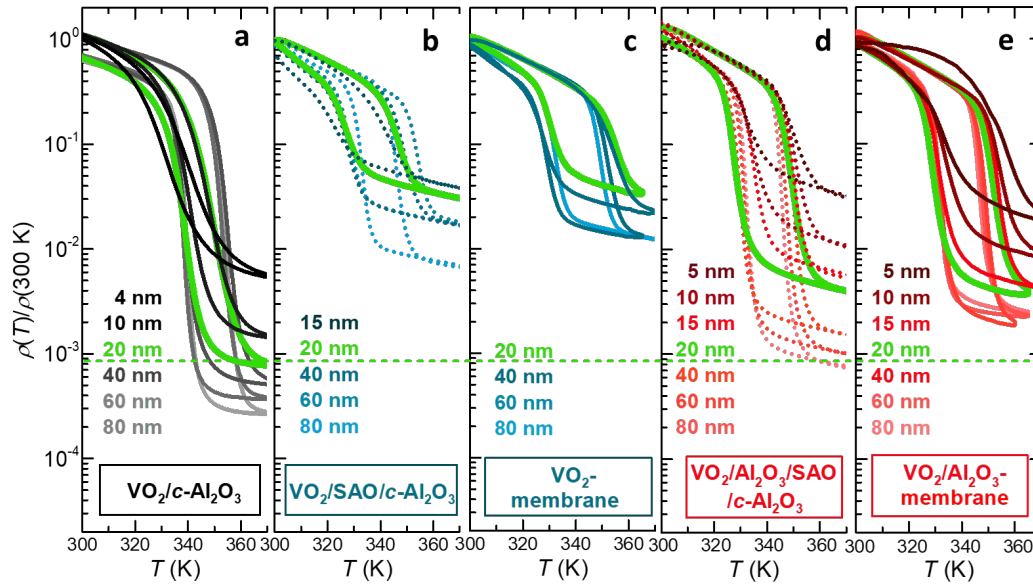 a
b
c
d
e
ρ(T)/ρ(300 K)
10⁰
10⁻¹
10⁻²
10⁻³
10⁻⁴
4 nm
10 nm
20 nm
40 nm
60 nm
80 nm
VO₂/c-Al₂O₃
15 nm
20 nm
40 nm
60 nm
80 nm
VO₂/SAO/c-Al₂O₃
20 nm
40 nm
60 nm
80 nm
VO₂-
membrane
5 nm
10 nm
15 nm
20 nm
40 nm
60 nm
80 nm
VO₂/Al₂O₃/SAO
/c-Al₂O₃
5 nm
10 nm
15 nm
20 nm
40 nm
60 nm
80 nm
VO₂/Al₂O₃-
membrane
300 320 340 360 300 320 340 360 300 320 340 360 300 320 340 360 300 320 340 360
T (K) T (K) T (K) T (K) T (K)